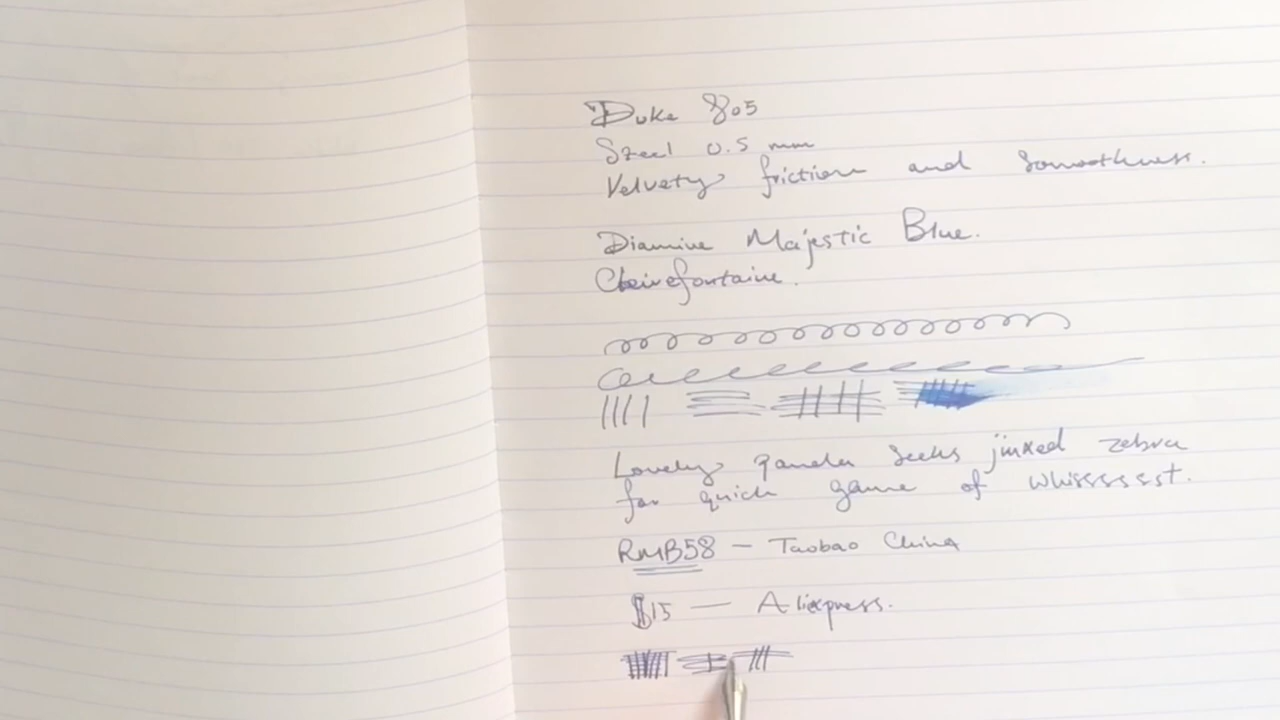 Duke 805
Steel 0.5 mm
Velvety friction and smoothness.
Diamine Majestic Blue.
Clairefontaine.
Lovely panda seeks jinxed zebra
for quick game of whisssssst.
RMB58 — Taobao China
$15 — Aliexpress.